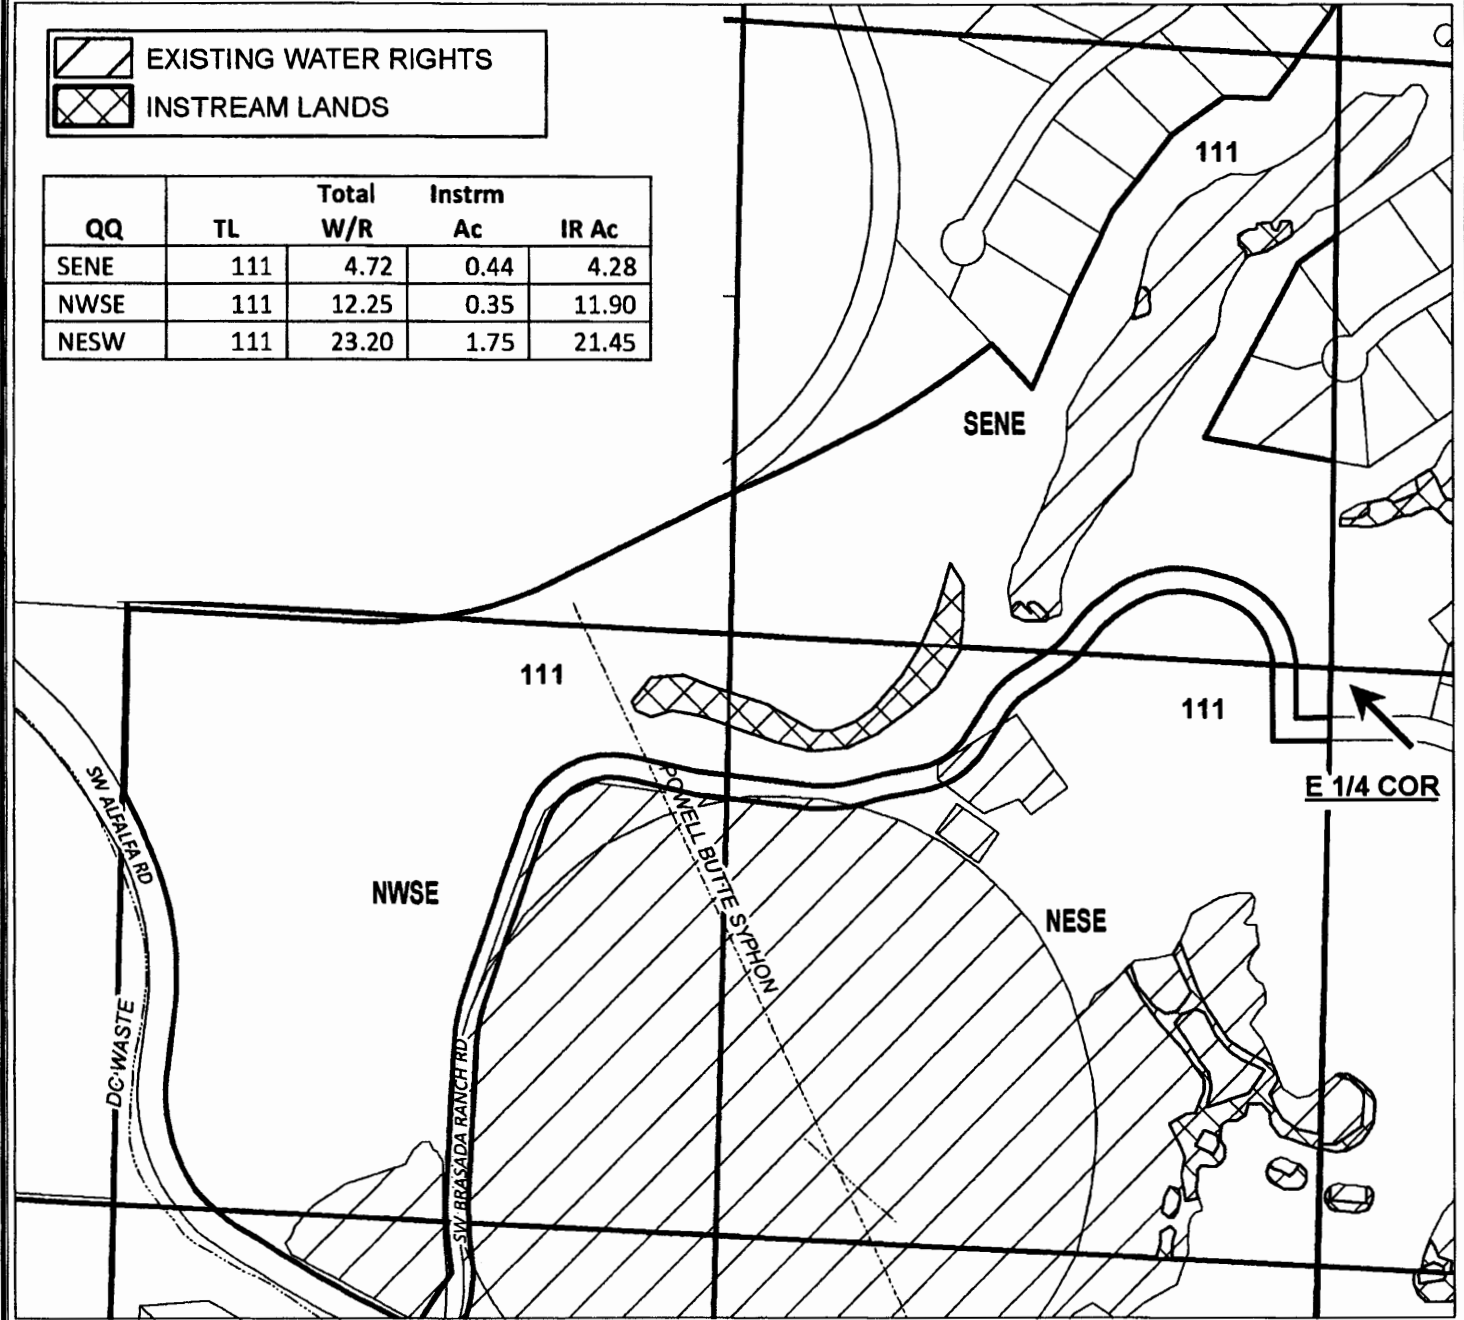 EXISTING WATER RIGHTS
INSTREAM LANDS
QQ TL Total W/R Instrm Ac IR Ac
SENE 111 4.72 0.44 4.28
NWSE 111 12.25 0.35 11.90
NESW 111 23.20 1.75 21.45
111
SENE
111
111
E 1/4 COR
SW ALFALFA RD
POWELL BUTTE SYPHON
NWSE
NESE
DC WASTE
SW BRASADA RANCH RD